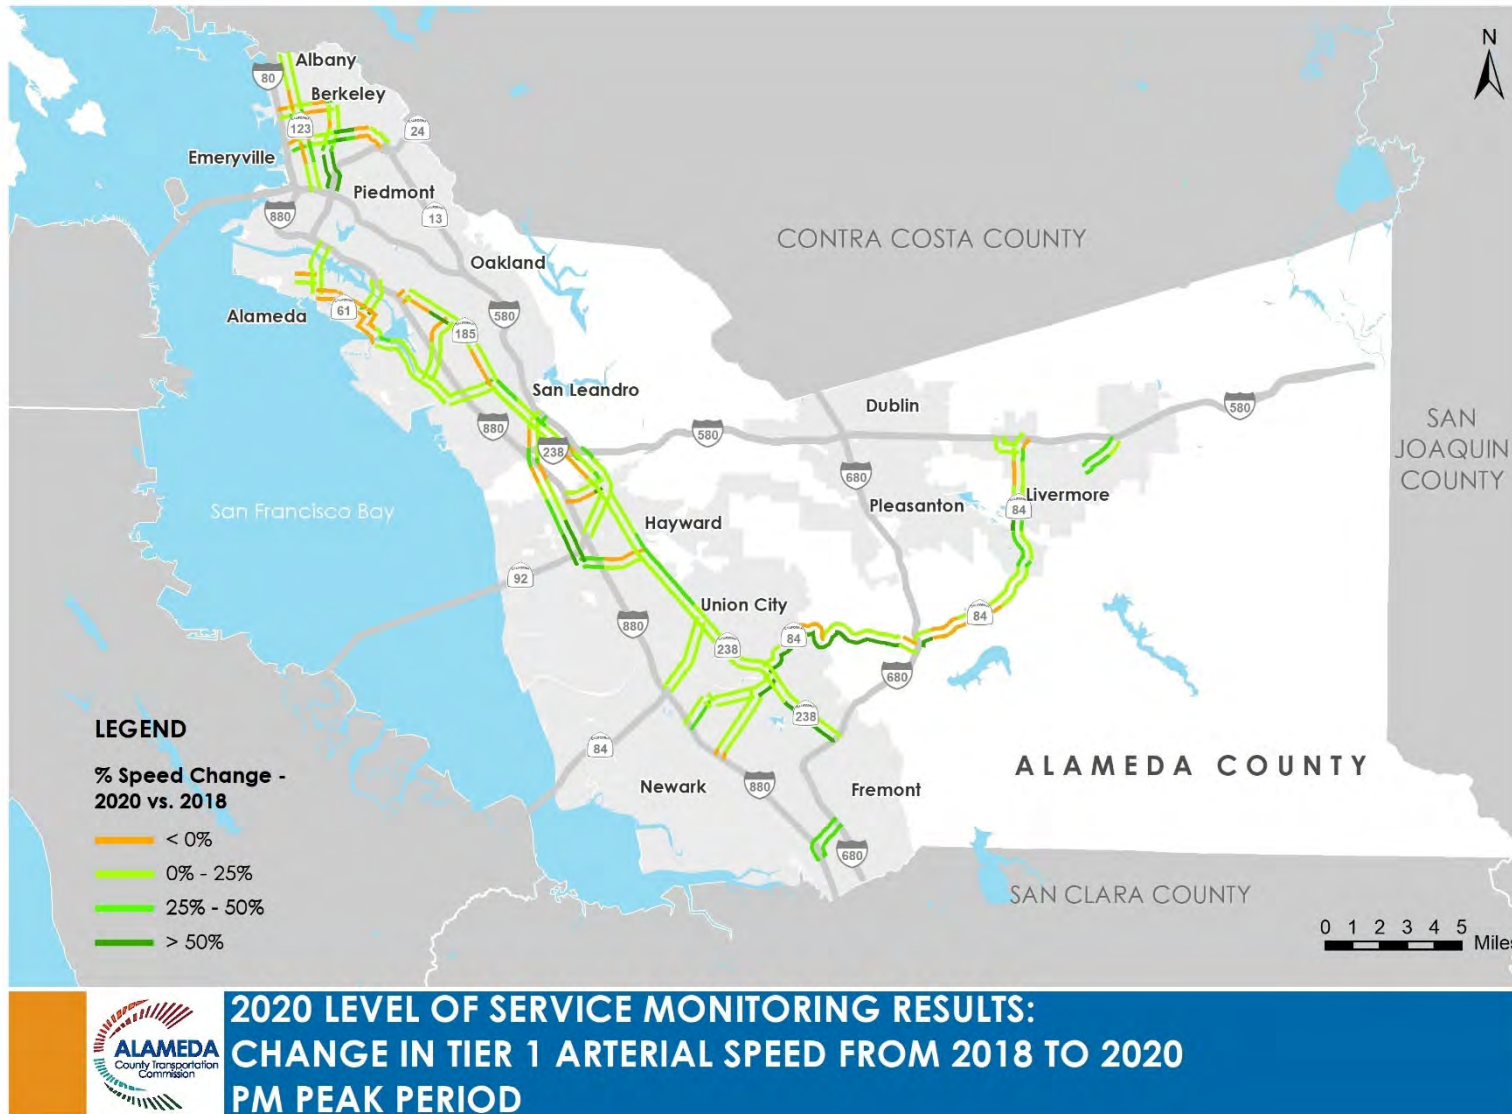 N
Albany
80
Berkeley
123
24
Emeryville
Piedmont
880
13
CONTRA COSTA COUNTY
Oakland
Alameda
61
580
185
San Leandro
Dublin
580
SAN
JOAQUIN
COUNTY
880
580
238
680
Pleasanton
Livermore
84
San Francisco Bay
Hayward
92
Union City
84
880
84
238
680
238
84
ALAMEDA COUNTY
Newark
880
Fremont
680
SAN CLARA COUNTY
LEGEND
% Speed Change -
2020 vs. 2018
< 0%
0% - 25%
25% - 50%
> 50%
0 1 2 3 4 5
Miles
ALAMEDA
County Transportation
Commission
2020 LEVEL OF SERVICE MONITORING RESULTS:
CHANGE IN TIER 1 ARTERIAL SPEED FROM 2018 TO 2020
PM PEAK PERIOD